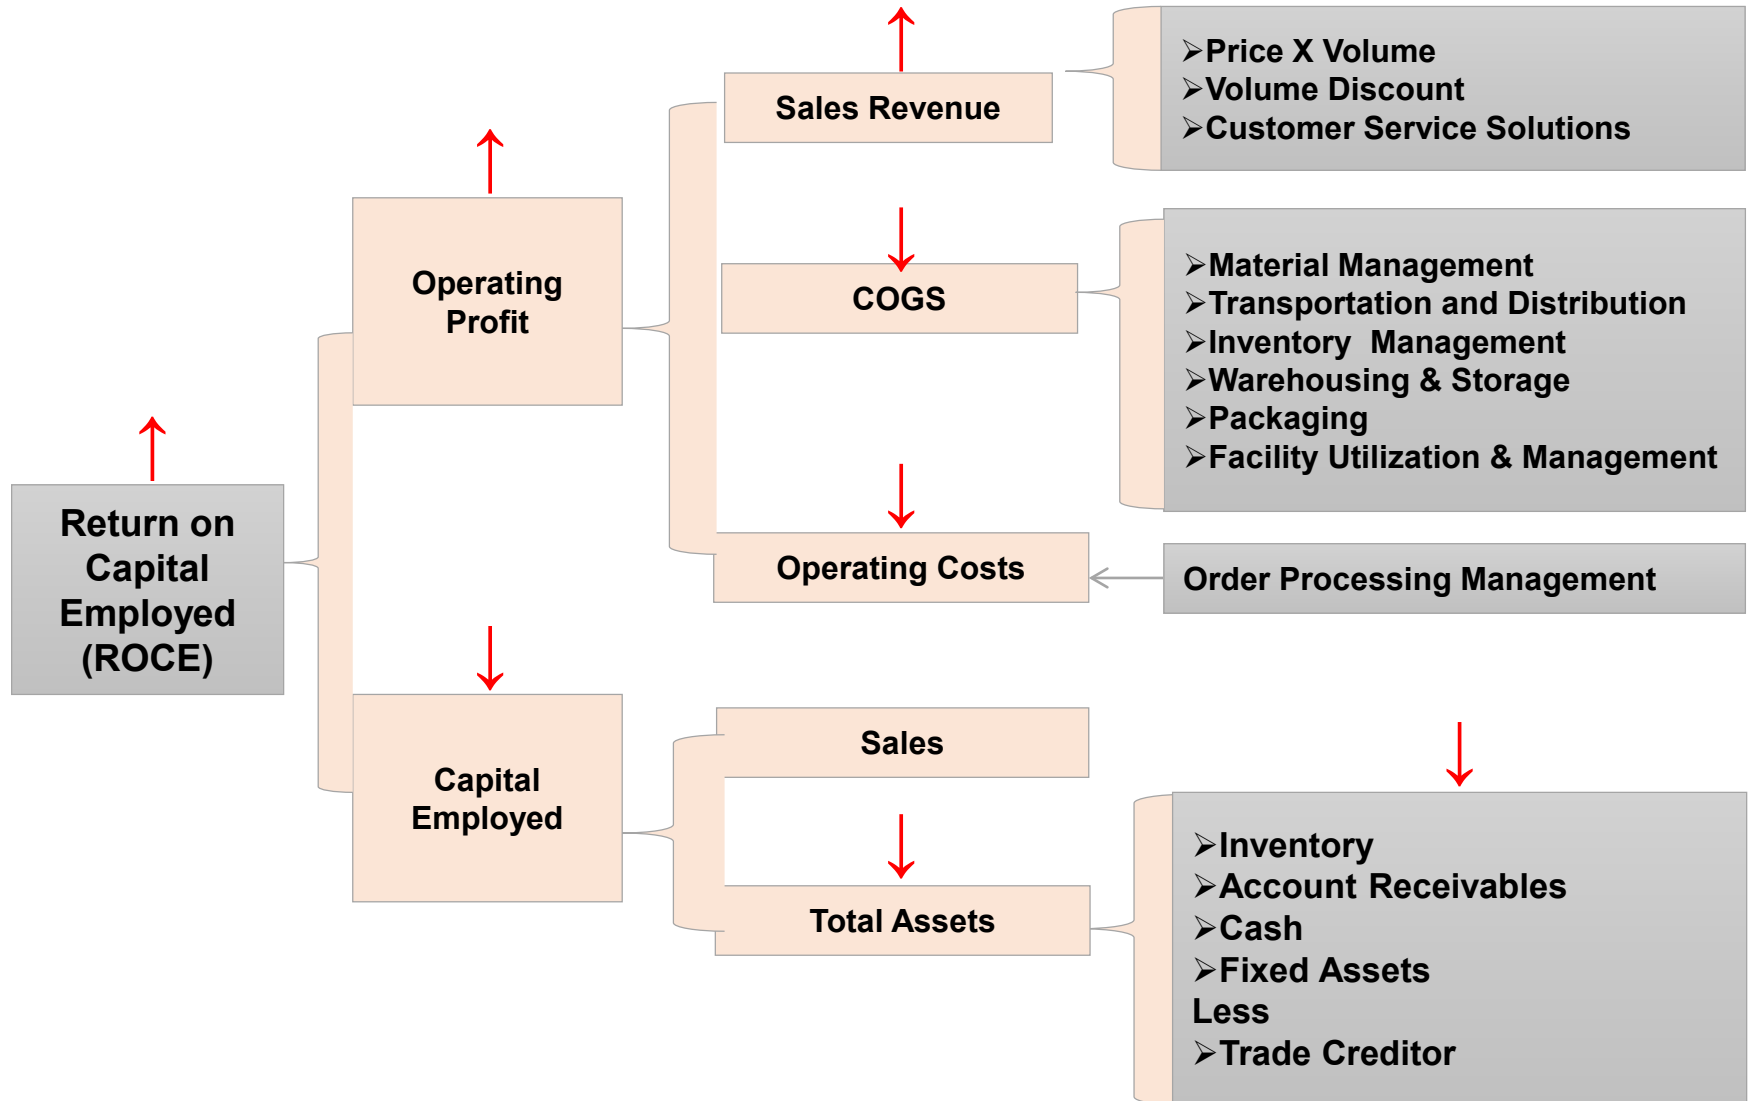 Return on
Capital
Employed
(ROCE)
Operating
Profit
Capital
Employed
Sales Revenue
COGS
Operating Costs
Sales
Total Assets
➢Price X Volume
➢Volume Discount
➢Customer Service Solutions
➢Material Management
➢Transportation and Distribution
➢Inventory  Management
➢Warehousing & Storage
➢Packaging
➢Facility Utilization & Management
Order Processing Management
➢Inventory
➢Account Receivables
➢Cash
➢Fixed Assets
Less
➢Trade Creditor